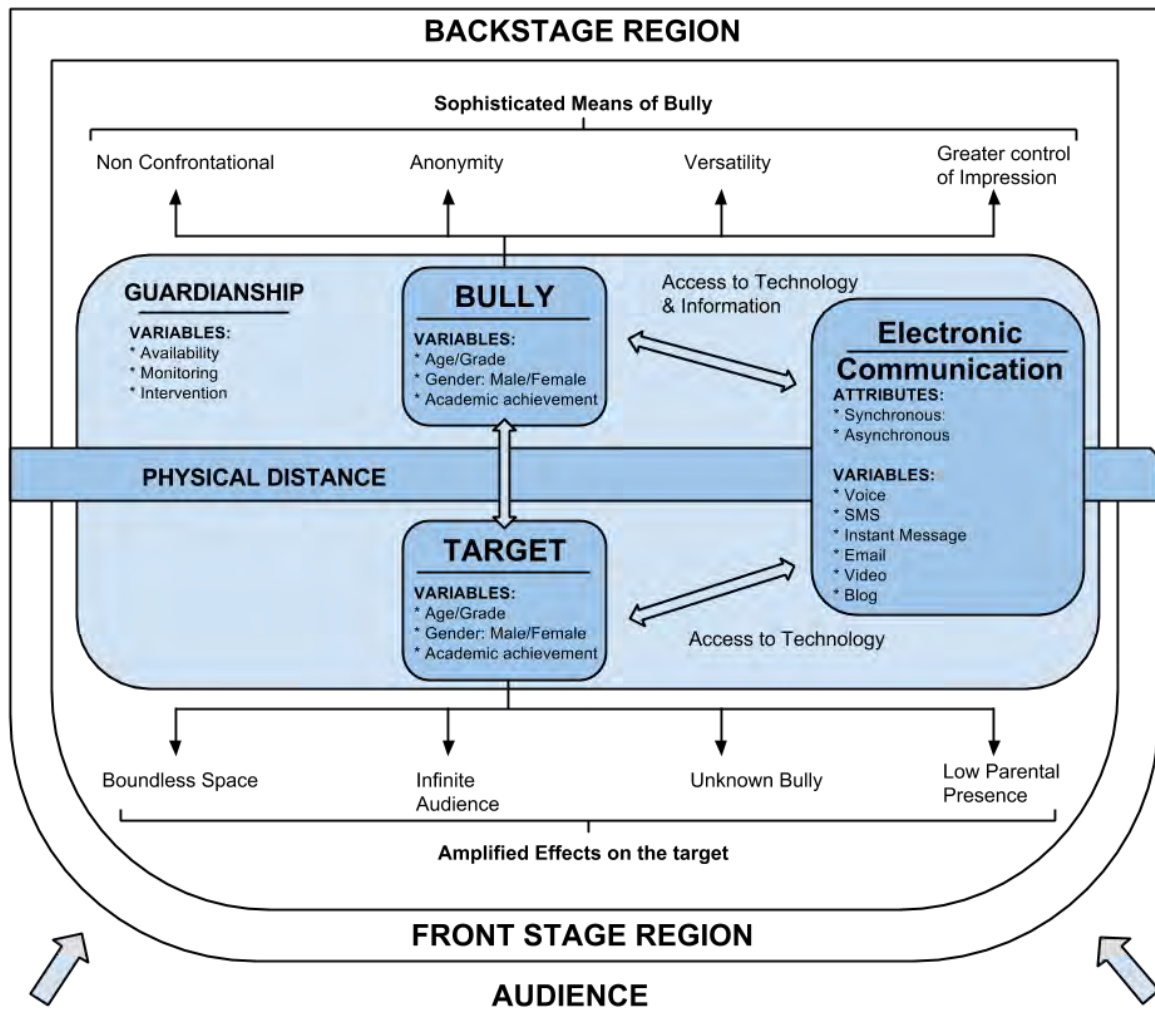 BACKSTAGE REGION
Sophisticated Means of Bully
Non Confrontational
Anonymity
Versatility
Greater control
of Impression
GUARDIANSHIP
VARIABLES:
* Availability
* Monitoring
* Intervention
BULLY
VARIABLES:
* Age/Grade
* Gender: Male/Female
* Academic achievement
Access to Technology
& Information
Electronic
Communication
ATTRIBUTES:
* Synchronous:
* Asynchronous
VARIABLES:
* Voice
* SMS
* Instant Message
* Email
* Video
* Blog
PHYSICAL DISTANCE
TARGET
VARIABLES:
* Age/Grade
* Gender: Male/Female
* Academic achievement
Access to Technology
Boundless Space
Infinite
Audience
Unknown Bully
Low Parental
Presence
Amplified Effects on the target
FRONT STAGE REGION
AUDIENCE